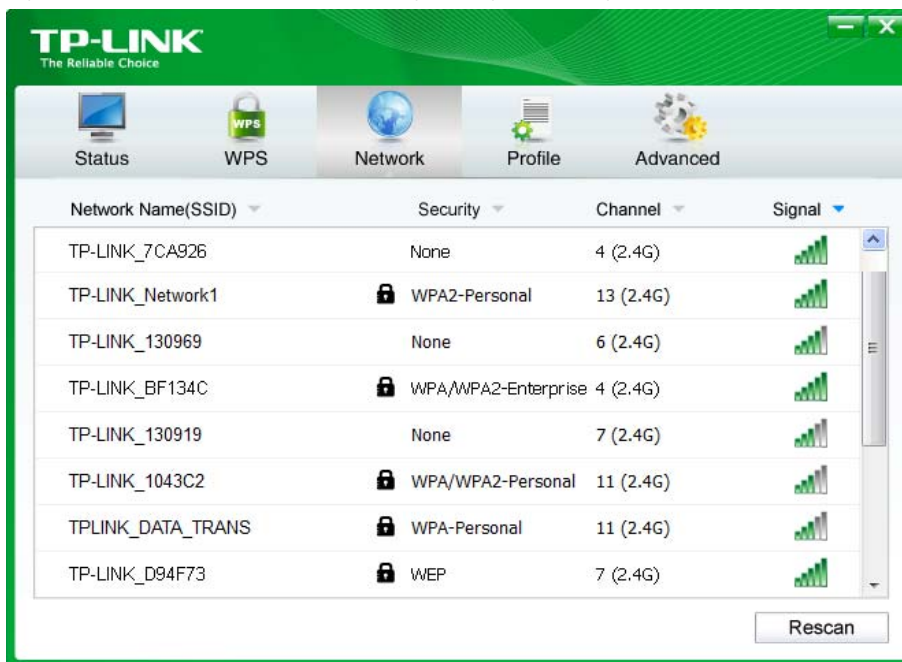 TP-LINK
The Reliable Choice
Status WPS Network Profile Advanced
Network Name(SSID) Security Channel Signal
TP-LINK_7CA926 None 4 (2.4G)
TP-LINK_Network1 WPA2-Personal 13 (2.4G)
TP-LINK_130969 None 6 (2.4G)
TP-LINK_BF134C WPA/WPA2-Enterprise 4 (2.4G)
TP-LINK_130919 None 7 (2.4G)
TP-LINK_1043C2 WPA/WPA2-Personal 11 (2.4G)
TPLINK_DATA_TRANS WPA-Personal 11 (2.4G)
TP-LINK_D94F73 WEP 7 (2.4G)
Rescan